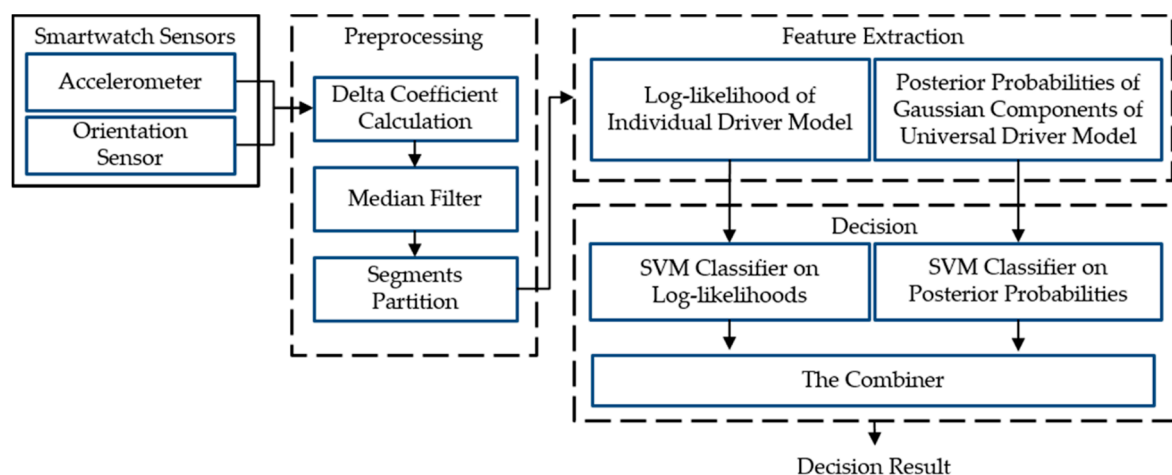 Smartwatch Sensors
Accelerometer
Orientation
Sensor
Preprocessing
Delta Coefficient
Calculation
Median Filter
Segments
Partition
Feature Extraction
Log-likelihood of
Individual Driver Model
Posterior Probabilities of
Gaussian Components of
Universal Driver Model
Decision
SVM Classifier on
Log-likelihoods
SVM Classifier on
Posterior Probabilities
The Combiner
Decision Result